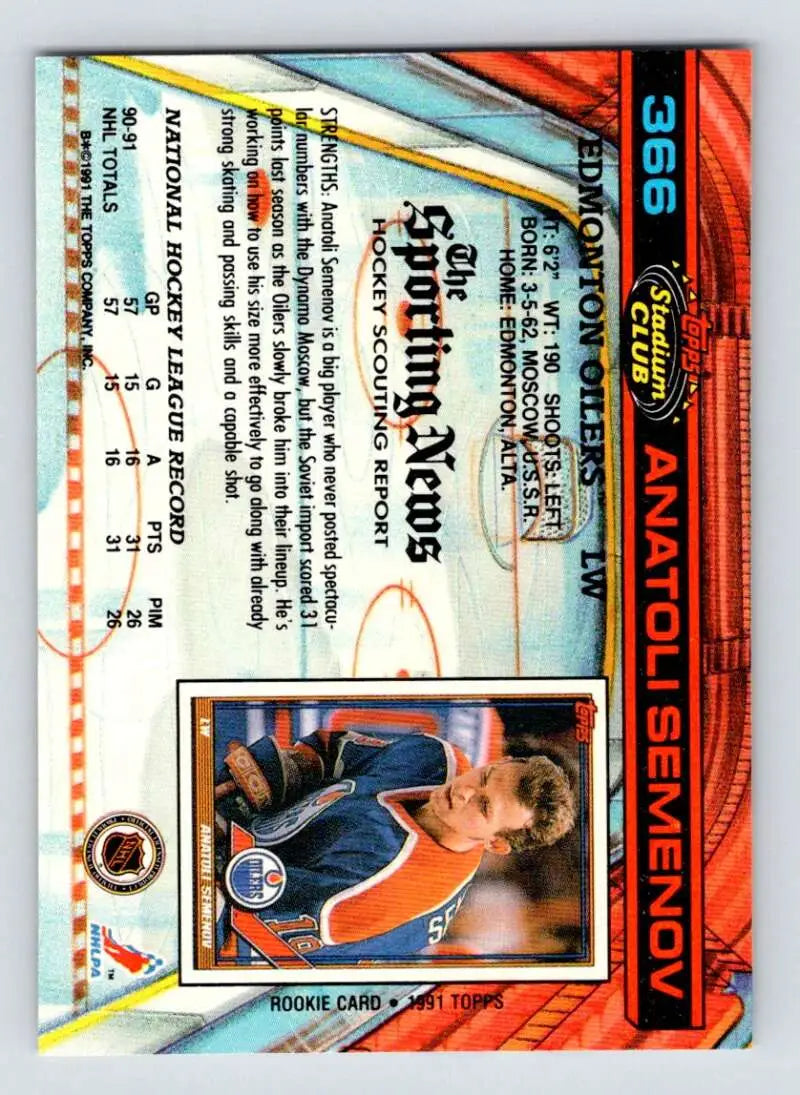 366
Topps
Stadium
CLUB
ANATOLI SEMENOV
EDMONTON OILERS LW
HT: 6'2" WT: 190 SHOOTS: LEFT
BORN: 3-5-62, MOSCOW, U.S.S.R.
HOME: EDMONTON, ALTA.
The
Sporting News
HOCKEY SCOUTING REPORT
STRENGTHS: Anatoli Semenov is a big player who never posted spectacu-
lar numbers with the Dynamo Moscow, but the Soviet import scored 31
points last season as the Oilers slowly broke him into their lineup. He's
working on how to use his size more effectively to go along with already
strong skating and passing skills and a capable shot.
NATIONAL HOCKEY LEAGUE RECORD
GP G A PTS PIM
90-91 57 15 16 31 26
NHL TOTALS 57 15 16 31 26
B*©1991 THE TOPPS COMPANY, INC.
Topps
SE
18
OILERS
LW
ANATOLI SEMENOV
ROOKIE CARD • 1991 TOPPS
NHL
NHLPA
TM